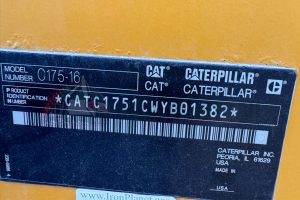 MODEL NUMBER C175-16
CAT CATERPILLAR
IP PRODUCT IDENTIFICATION NUMBER
*CATC1751CWYB01382*
CATERPILLAR INC.
PEORIA, IL 61629
USA
MADE IN
USA
www.IronPlanet.com